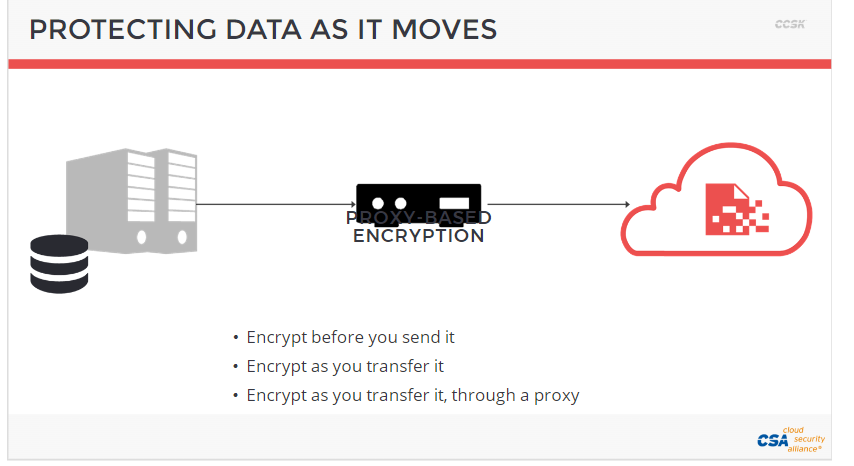 PROTECTING DATA AS IT MOVES
CCSK
PROXY-BASED
ENCRYPTION
• Encrypt before you send it
• Encrypt as you transfer it
• Encrypt as you transfer it, through a proxy
CSA cloud security alliance®